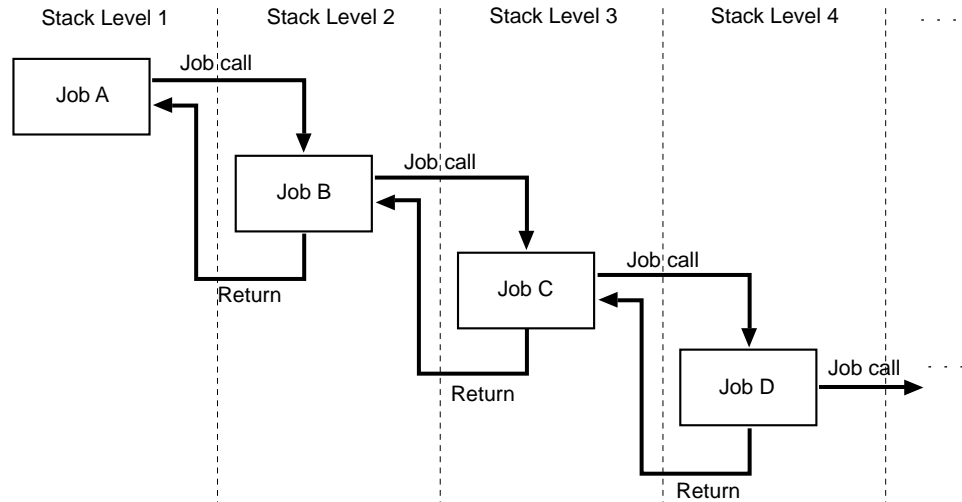 Stack Level 1
Stack Level 2
Stack Level 3
Stack Level 4
. . . .
Job call
Job A
Job call
Job B
Return
Job call
Job C
Return
Job call
. . . .
Job D
Return